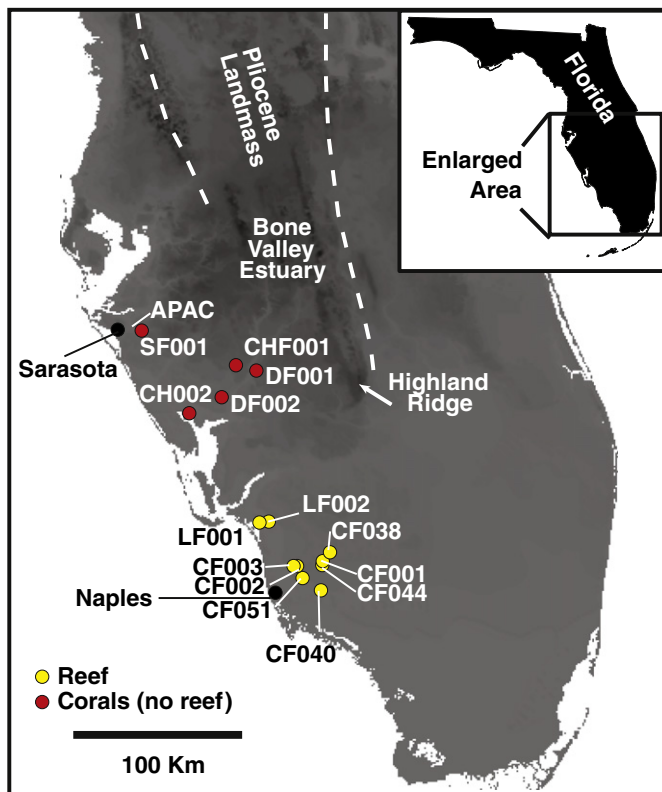 Pliocene
Landmass
Florida
Enlarged
Area
Bone
Valley
Estuary
APAC
SF001
Sarasota
CHF001
DF001
CH002
DF002
Highland
Ridge
LF002
LF001
CF038
CF003
CF001
CF002
CF044
Naples
CF051
CF040
Reef
Corals (no reef)
100 Km